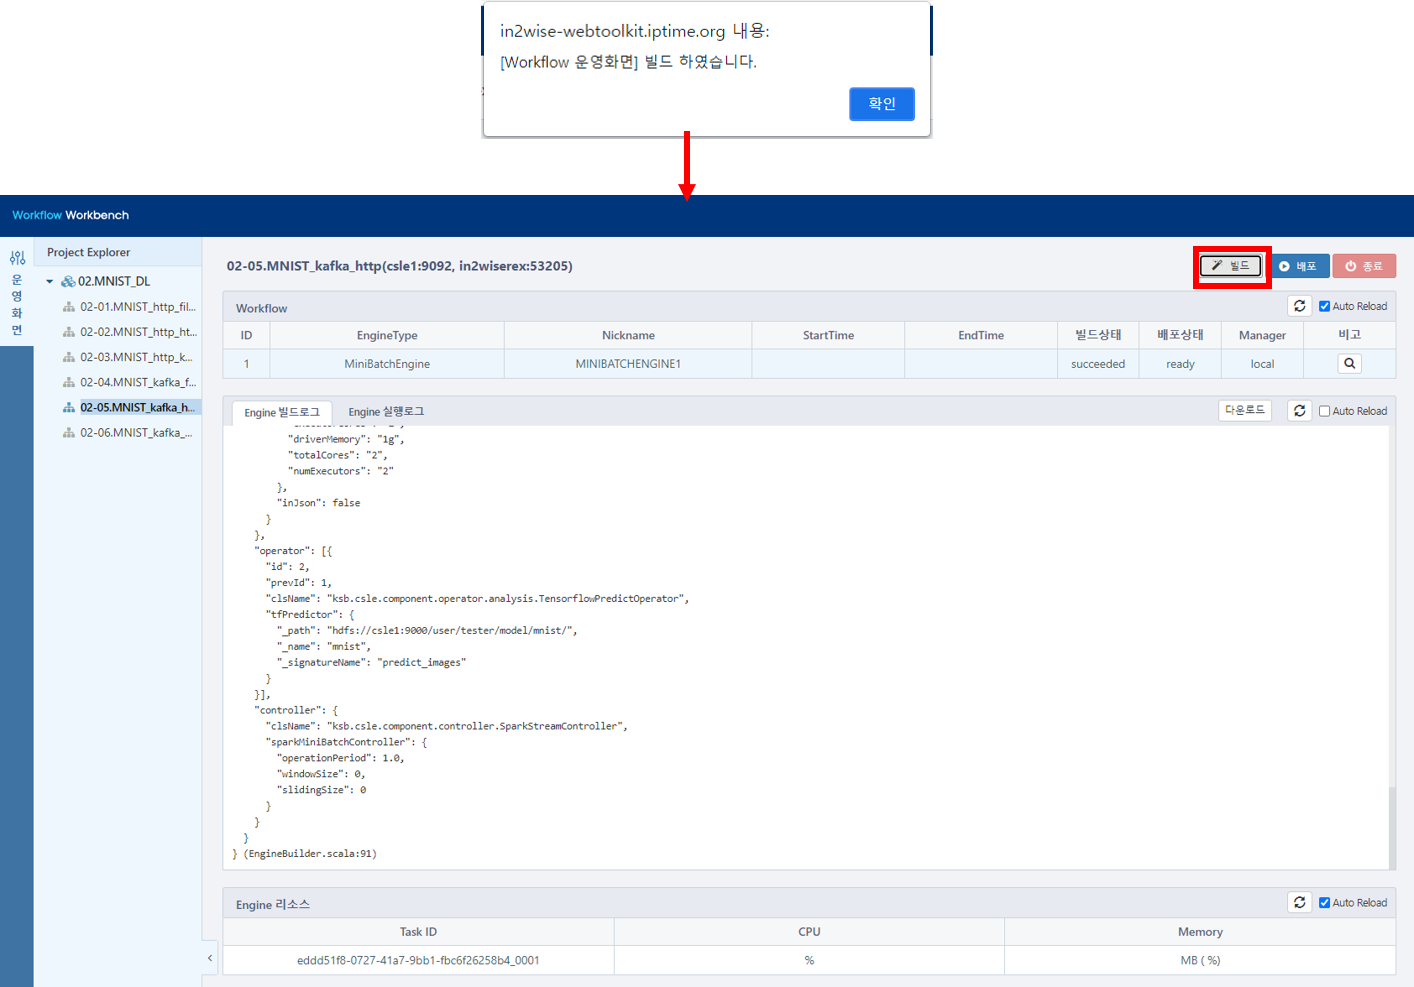 in2wise-webtoolkit.iptime.org 내용:
[Workflow 운영화면] 빌드 하였습니다.
확인
Workflow Workbench
운영화면
Project Explorer
02.MNIST_DL
02-01.MNIST_http_fil...
02-02.MNIST_http_ht...
02-03.MNIST_http_k...
02-04.MNIST_kafka_f...
02-05.MNIST_kafka_h...
02-06.MNIST_kafka_...
02-05.MNIST_kafka_http(csle1:9092, in2wiserex:53205)
빌드 배포 종료
Workflow Auto Reload
ID EngineType Nickname StartTime EndTime 빌드상태 배포상태 Manager 비고
1 MiniBatchEngine MINIBATCHENGINE1 succeeded ready local
Engine 빌드로그 Engine 실행로그 다운로드 Auto Reload
"driverMemory": "1g",
"totalCores": "2",
"numExecutors": "2"
},
"inJson": false
}
},
"operator": [{
"id": 2,
"prevId": 1,
"clsName": "ksb.csle.component.operator.analysis.TensorflowPredictOperator",
"tfPredictor": {
"_path": "hdfs://csle1:9000/user/tester/model/mnist/",
"_name": "mnist",
"_signatureName": "predict_images"
}
}],
"controller": {
"clsName": "ksb.csle.component.controller.SparkStreamController",
"sparkMiniBatchController": {
"operationPeriod": 1.0,
"windowSize": 0,
"slidingSize": 0
}
}
}
} (EngineBuilder.scala:91)
Engine 리소스 Auto Reload
Task ID CPU Memory
eddd51f8-0727-41a7-9bb1-fbc6f26258b4_0001 % MB ( %)